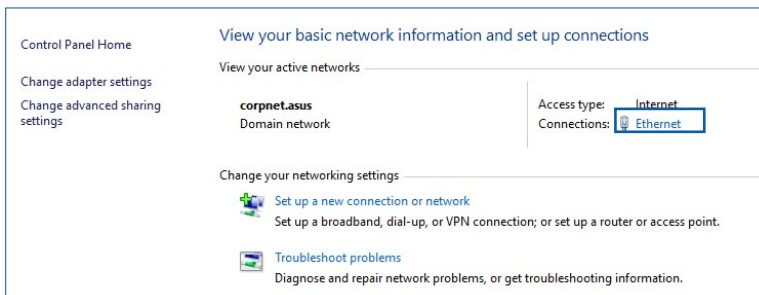 Control Panel Home
Change adapter settings
Change advanced sharing
settings
View your basic network information and set up connections
View your active networks
corpnet.asus
Domain network
Access type: Internet
Connections: Ethernet
Change your networking settings
Set up a new connection or network
Set up a broadband, dial-up, or VPN connection; or set up a router or access point.
Troubleshoot problems
Diagnose and repair network problems, or get troubleshooting information.